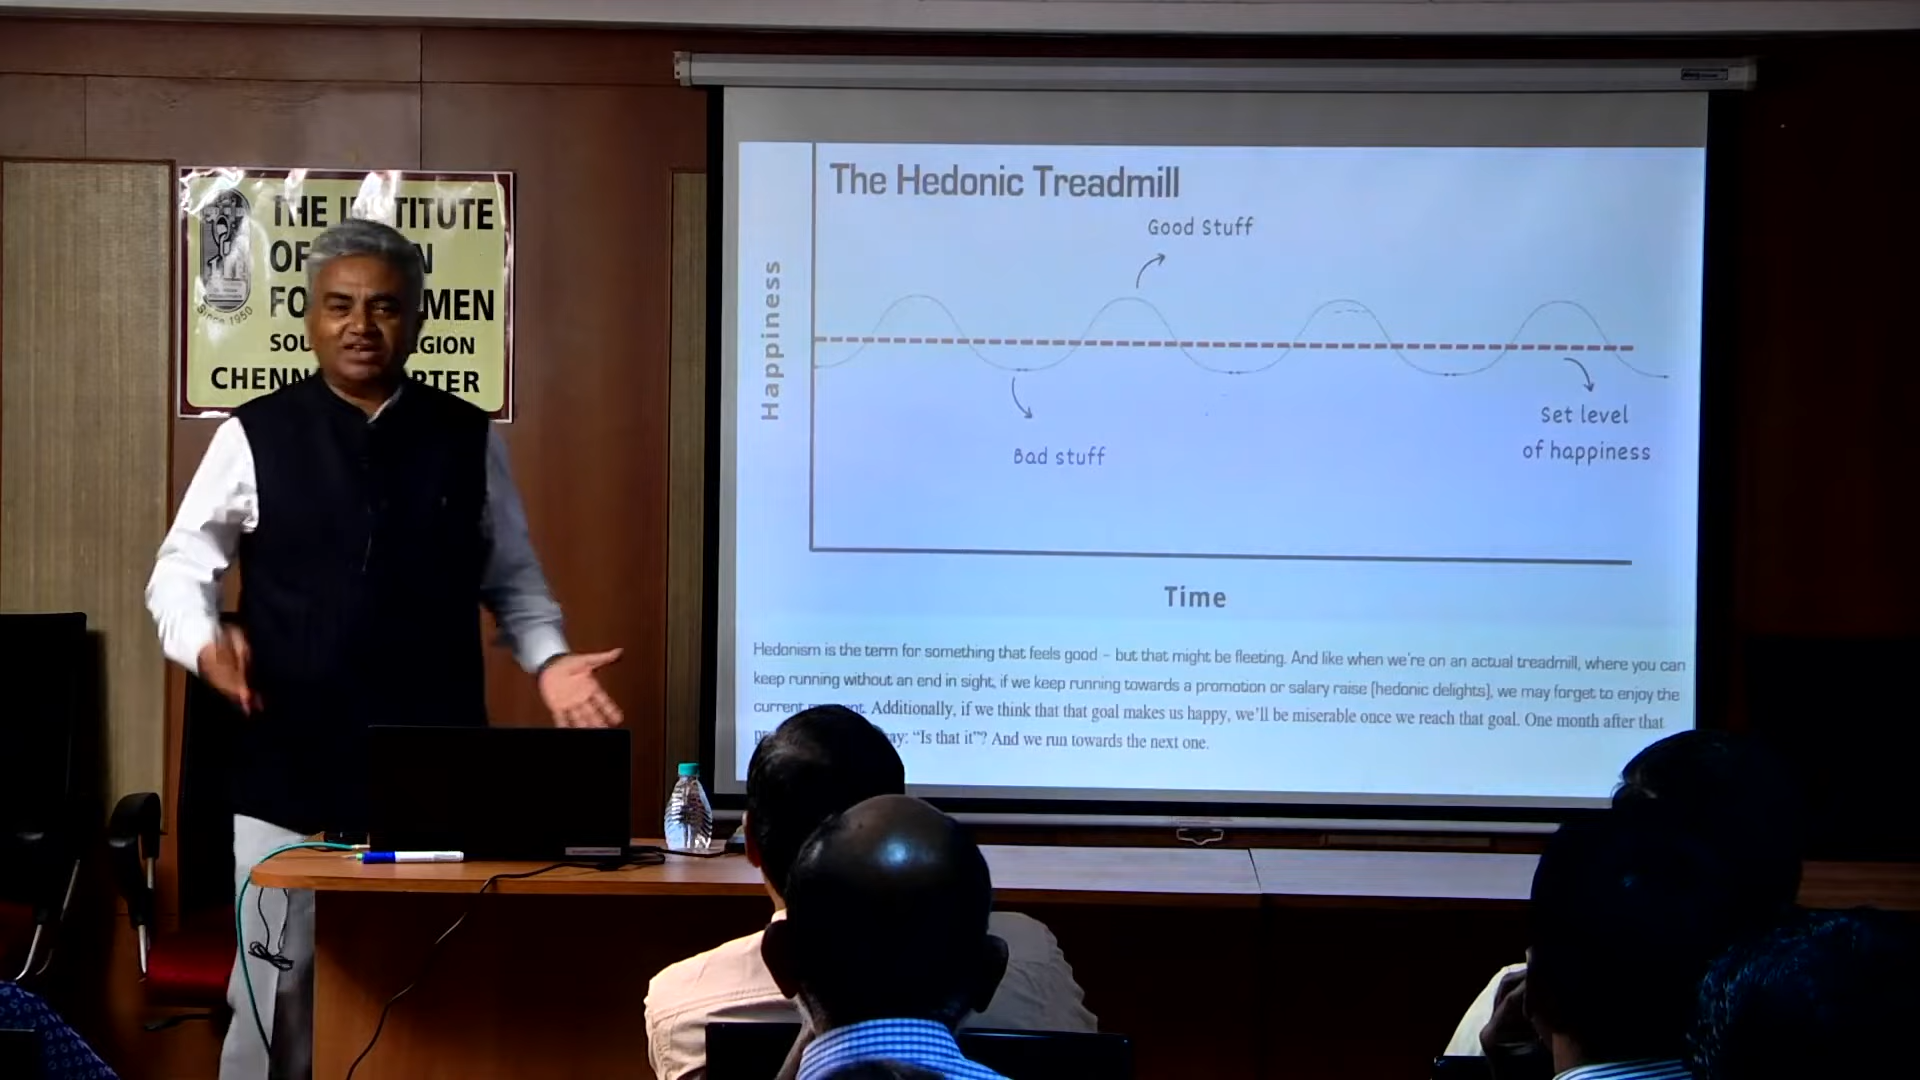 THE INSTITUTE
OF
FO MEN
SOU GION
CHENN PTER
Since 1950
The Hedonic Treadmill
Good Stuff
Happiness
Set level
of happiness
Bad stuff
Time
Hedonism is the term for something that feels good – but that might be fleeting. And like when we're on an actual treadmill, where you can
keep running without an end in sight, if we keep running towards a promotion or salary raise (hedonic delights), we may forget to enjoy the
current Additionally, if we think that that goal makes us happy, we'll be miserable once we reach that goal. One month after that
ay: “Is that it”? And we run towards the next one.